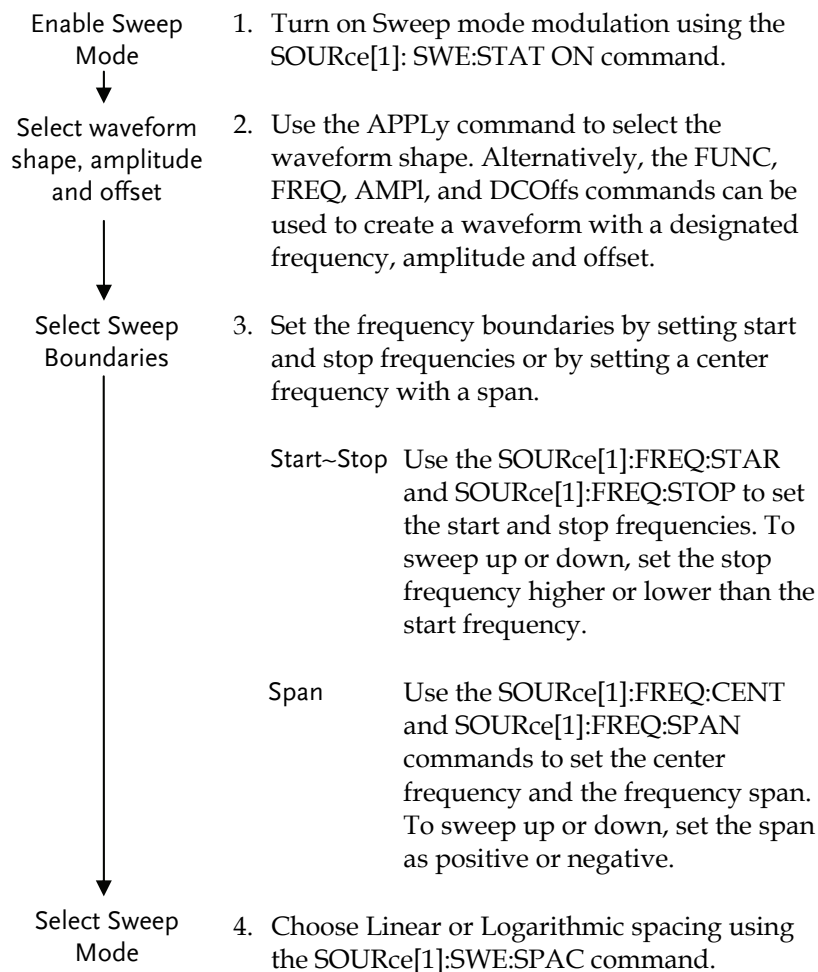 Enable Sweep
Mode
1. Turn on Sweep mode modulation using the
SOURce[1]: SWE:STAT ON command.
Select waveform
shape, amplitude
and offset
2. Use the APPLy command to select the
waveform shape. Alternatively, the FUNC,
FREQ, AMPl, and DCOffs commands can be
used to create a waveform with a designated
frequency, amplitude and offset.
Select Sweep
Boundaries
3. Set the frequency boundaries by setting start
and stop frequencies or by setting a center
frequency with a span.
Start~Stop Use the SOURce[1]:FREQ:STAR
and SOURce[1]:FREQ:STOP to set
the start and stop frequencies. To
sweep up or down, set the stop
frequency higher or lower than the
start frequency.
Span Use the SOURce[1]:FREQ:CENT
and SOURce[1]:FREQ:SPAN
commands to set the center
frequency and the frequency span.
To sweep up or down, set the span
as positive or negative.
Select Sweep
Mode
4. Choose Linear or Logarithmic spacing using
the SOURce[1]:SWE:SPAC command.